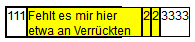 111 Fehlt es mir hier 2 2 3333
etwa an Verrückten